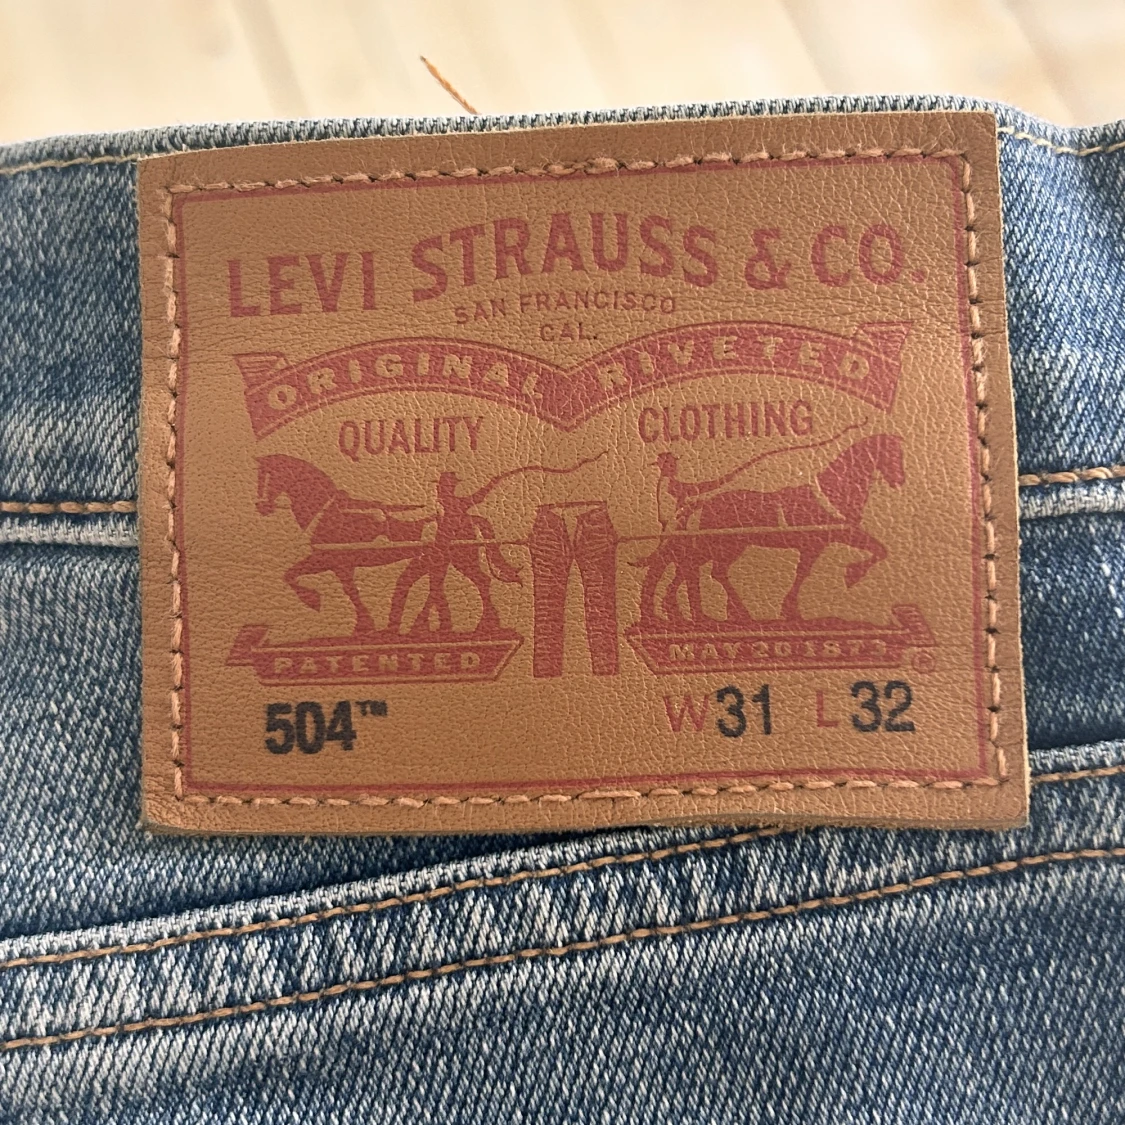 LEVI STRAUSS & CO.
SAN FRANCISCO
CAL.
ORIGINAL RIVETED
QUALITY CLOTHING
PATENTED MAY 20 1873 ®
504™ W31 L32